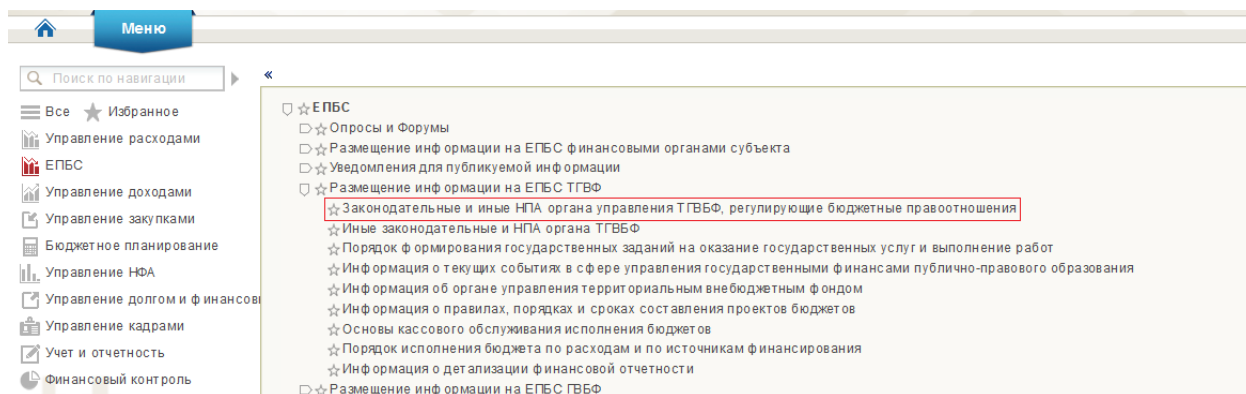 Меню
Поиск по навигации
«
Все Избранное
Управление расходами
ЕПБС
Управление доходами
Управление закупками
Бюджетное планирование
Управление НФА
Управление долгом и финансовы
Управление кадрами
Учет и отчетность
Финансовый контроль
ЕПБС
Опросы и Форумы
Размещение информации на ЕПБС финансовыми органами субъекта
Уведомления для публикуемой информации
Размещение информации на ЕПБС ТГВФ
Законодательные и иные НПА органа управления ТГВБФ, регулирующие бюджетные правоотношения
Иные законодательные и НПА органа ТГВБФ
Порядок формирования государственных заданий на оказание государственных услуг и выполнение работ
Информация о текущих событиях в сфере управления государственными финансами публично-правового образования
Информация об органе управления территориальным внебюджетным фондом
Информация о правилах, порядках и сроках составления проектов бюджетов
Основы кассового обслуживания исполнения бюджетов
Порядок исполнения бюджета по расходам и по источникам финансирования
Информация о детализации финансовой отчетности
Размещение информации на ЕПБС ГВБФ